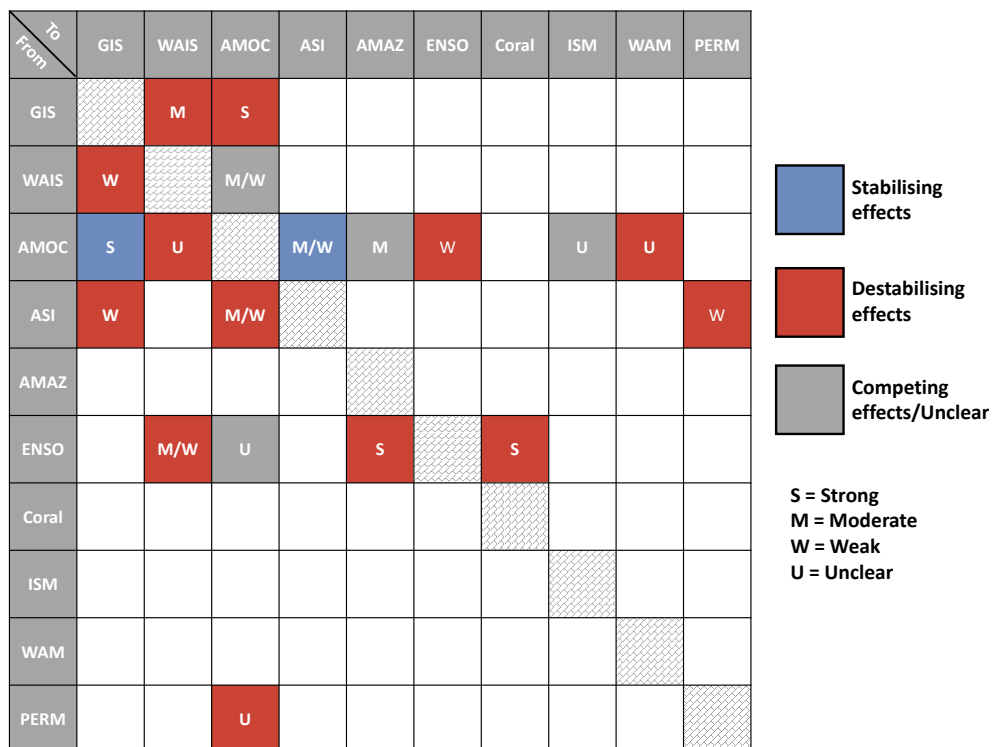 To
From
GIS WAIS AMOC ASI AMAZ ENSO Coral ISM WAM PERM
GIS M S
WAIS W M/W
AMOC S U M/W M W U U
ASI W M/W W
AMAZ
ENSO M/W U S S
Coral
ISM
WAM
PERM U
Stabilising
effects
Destabilising
effects
Competing
effects/Unclear
S = Strong
M = Moderate
W = Weak
U = Unclear